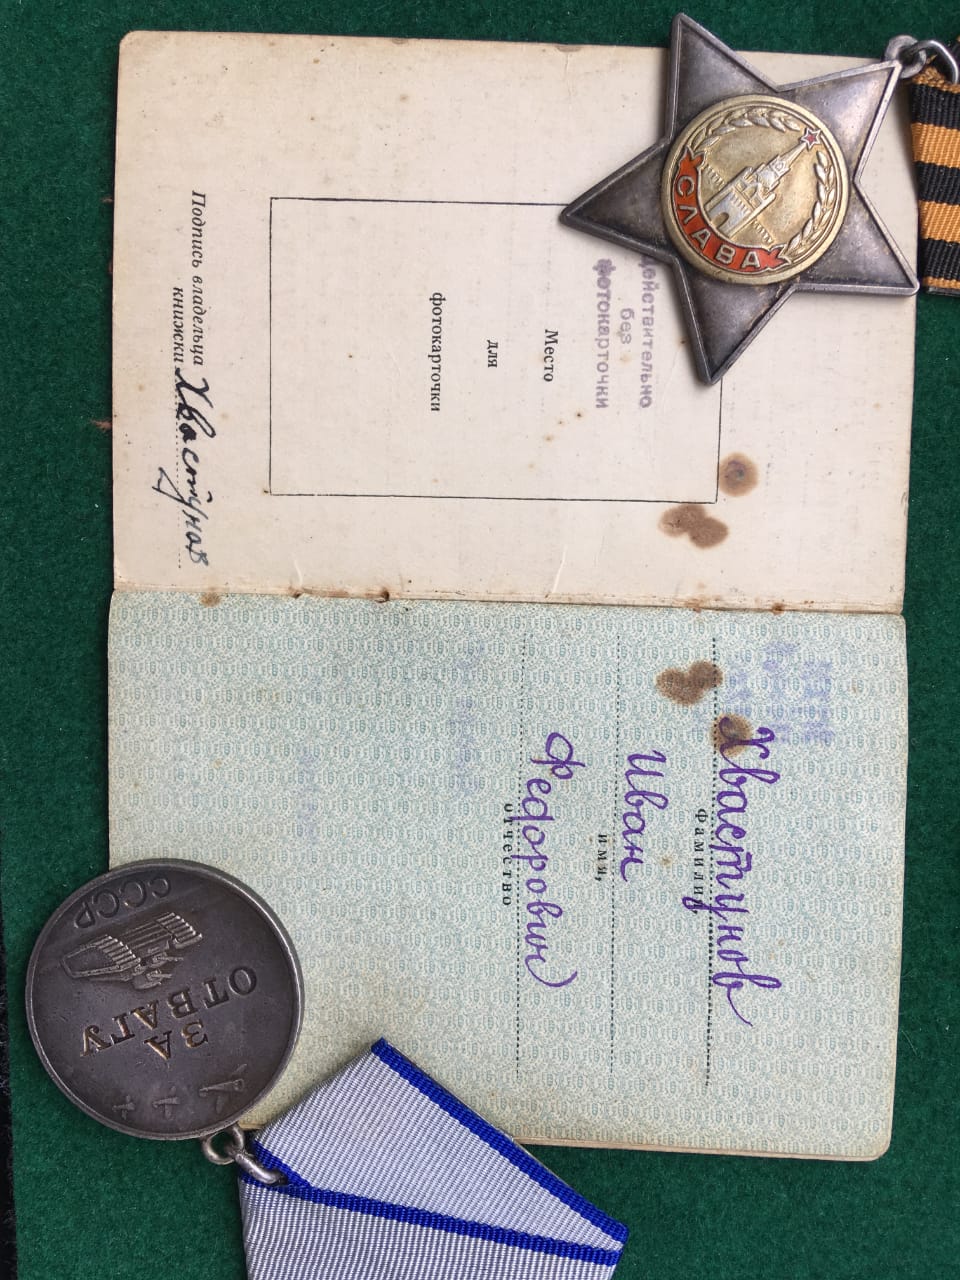 Действительно
без
фотокарточки
Место
для
фотокарточки
Подпись владельца
книжки Хвастунов
Хвастунов
фамилия,
Иван
имя,
Федорович
отчество
СЛАВА
ЗА
ОТВАГУ
СССР